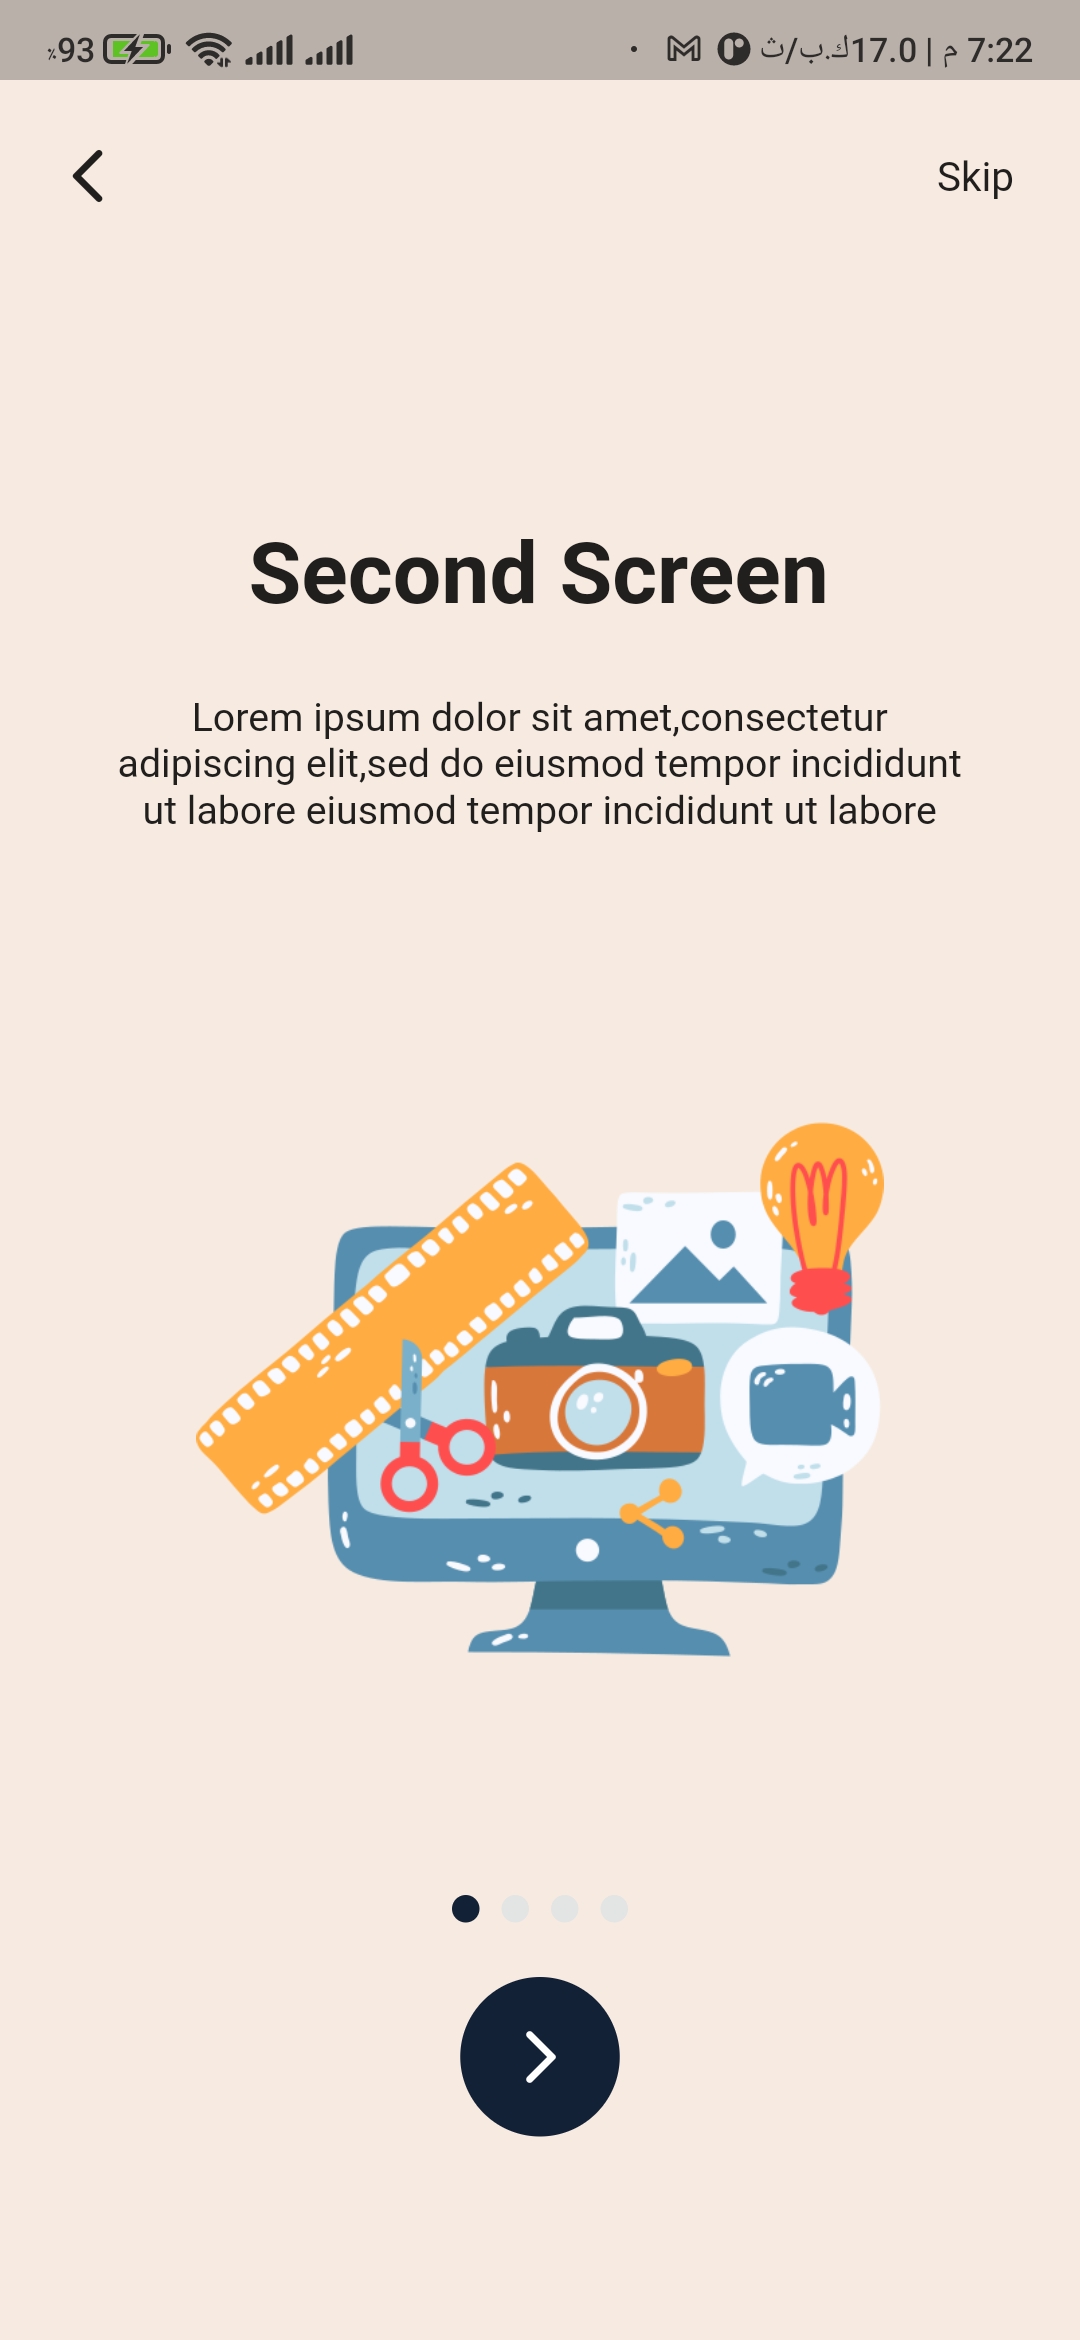 7:22 م | 17.0ك.ب/ث
٪93
Skip
Second Screen
Lorem ipsum dolor sit amet,consectetur
adipiscing elit,sed do eiusmod tempor incididunt
ut labore eiusmod tempor incididunt ut labore